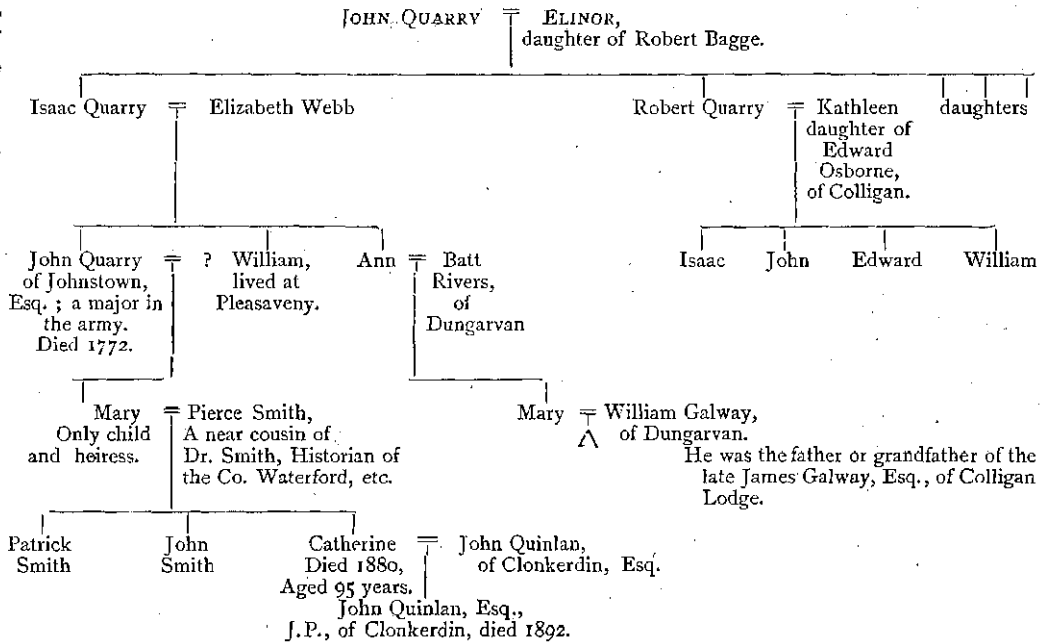 JOHN QUARRY = ELINOR,
daughter of Robert Bagge.
Isaac Quarry = Elizabeth Webb
Robert Quarry = Kathleen
daughter of
Edward
Osborne,
of Colligan.
daughters
John Quarry = ?
of Johnstown,
Esq. ; a major in
the army.
Died 1772.
William,
lived at
Pleasaveny.
Ann = Batt
Rivers,
of
Dungarvan
Isaac John Edward William
Mary = Pierce Smith,
Only child
and heiress.
A near cousin of
Dr. Smith, Historian of
the Co. Waterford, etc.
Mary = William Galway,
of Dungarvan.
He was the father or grandfather of the
late James Galway, Esq., of Colligan
Lodge.
Patrick
Smith
John
Smith
Catherine = John Quinlan,
Died 1880,
Aged 95 years.
of Clonkerdin, Esq.
John Quinlan, Esq.,
J.P., of Clonkerdin, died 1892.